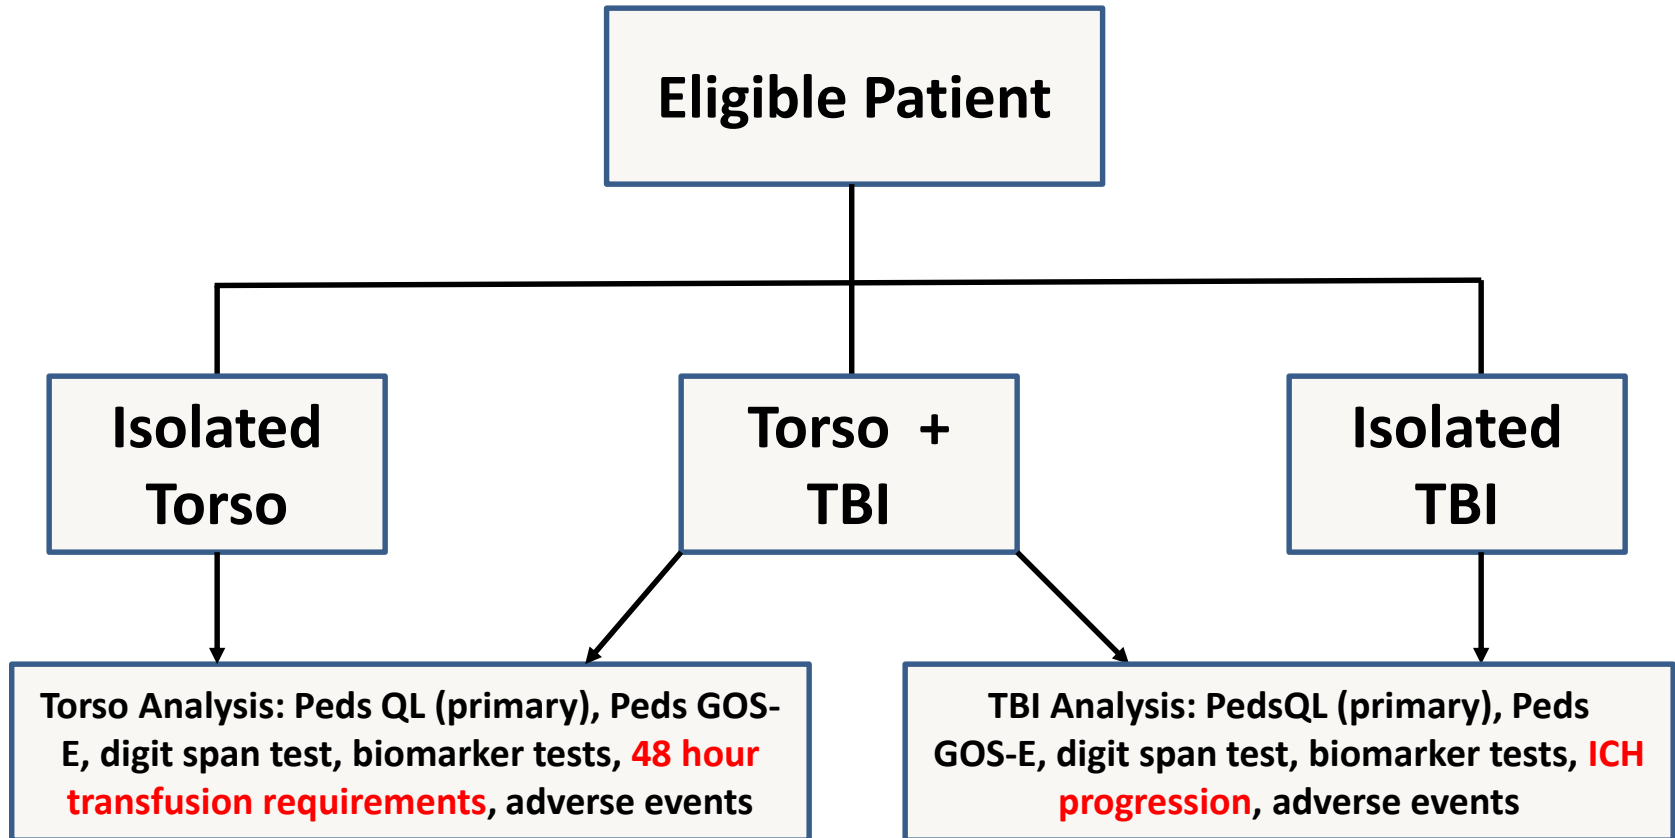 Eligible Patient
Isolated
Torso
Torso +
TBI
Isolated
TBI
Torso Analysis: Peds QL (primary), Peds GOS-
E, digit span test, biomarker tests, 48 hour
transfusion requirements, adverse events
TBI Analysis: PedsQL (primary), Peds
GOS-E, digit span test, biomarker tests, ICH
progression, adverse events